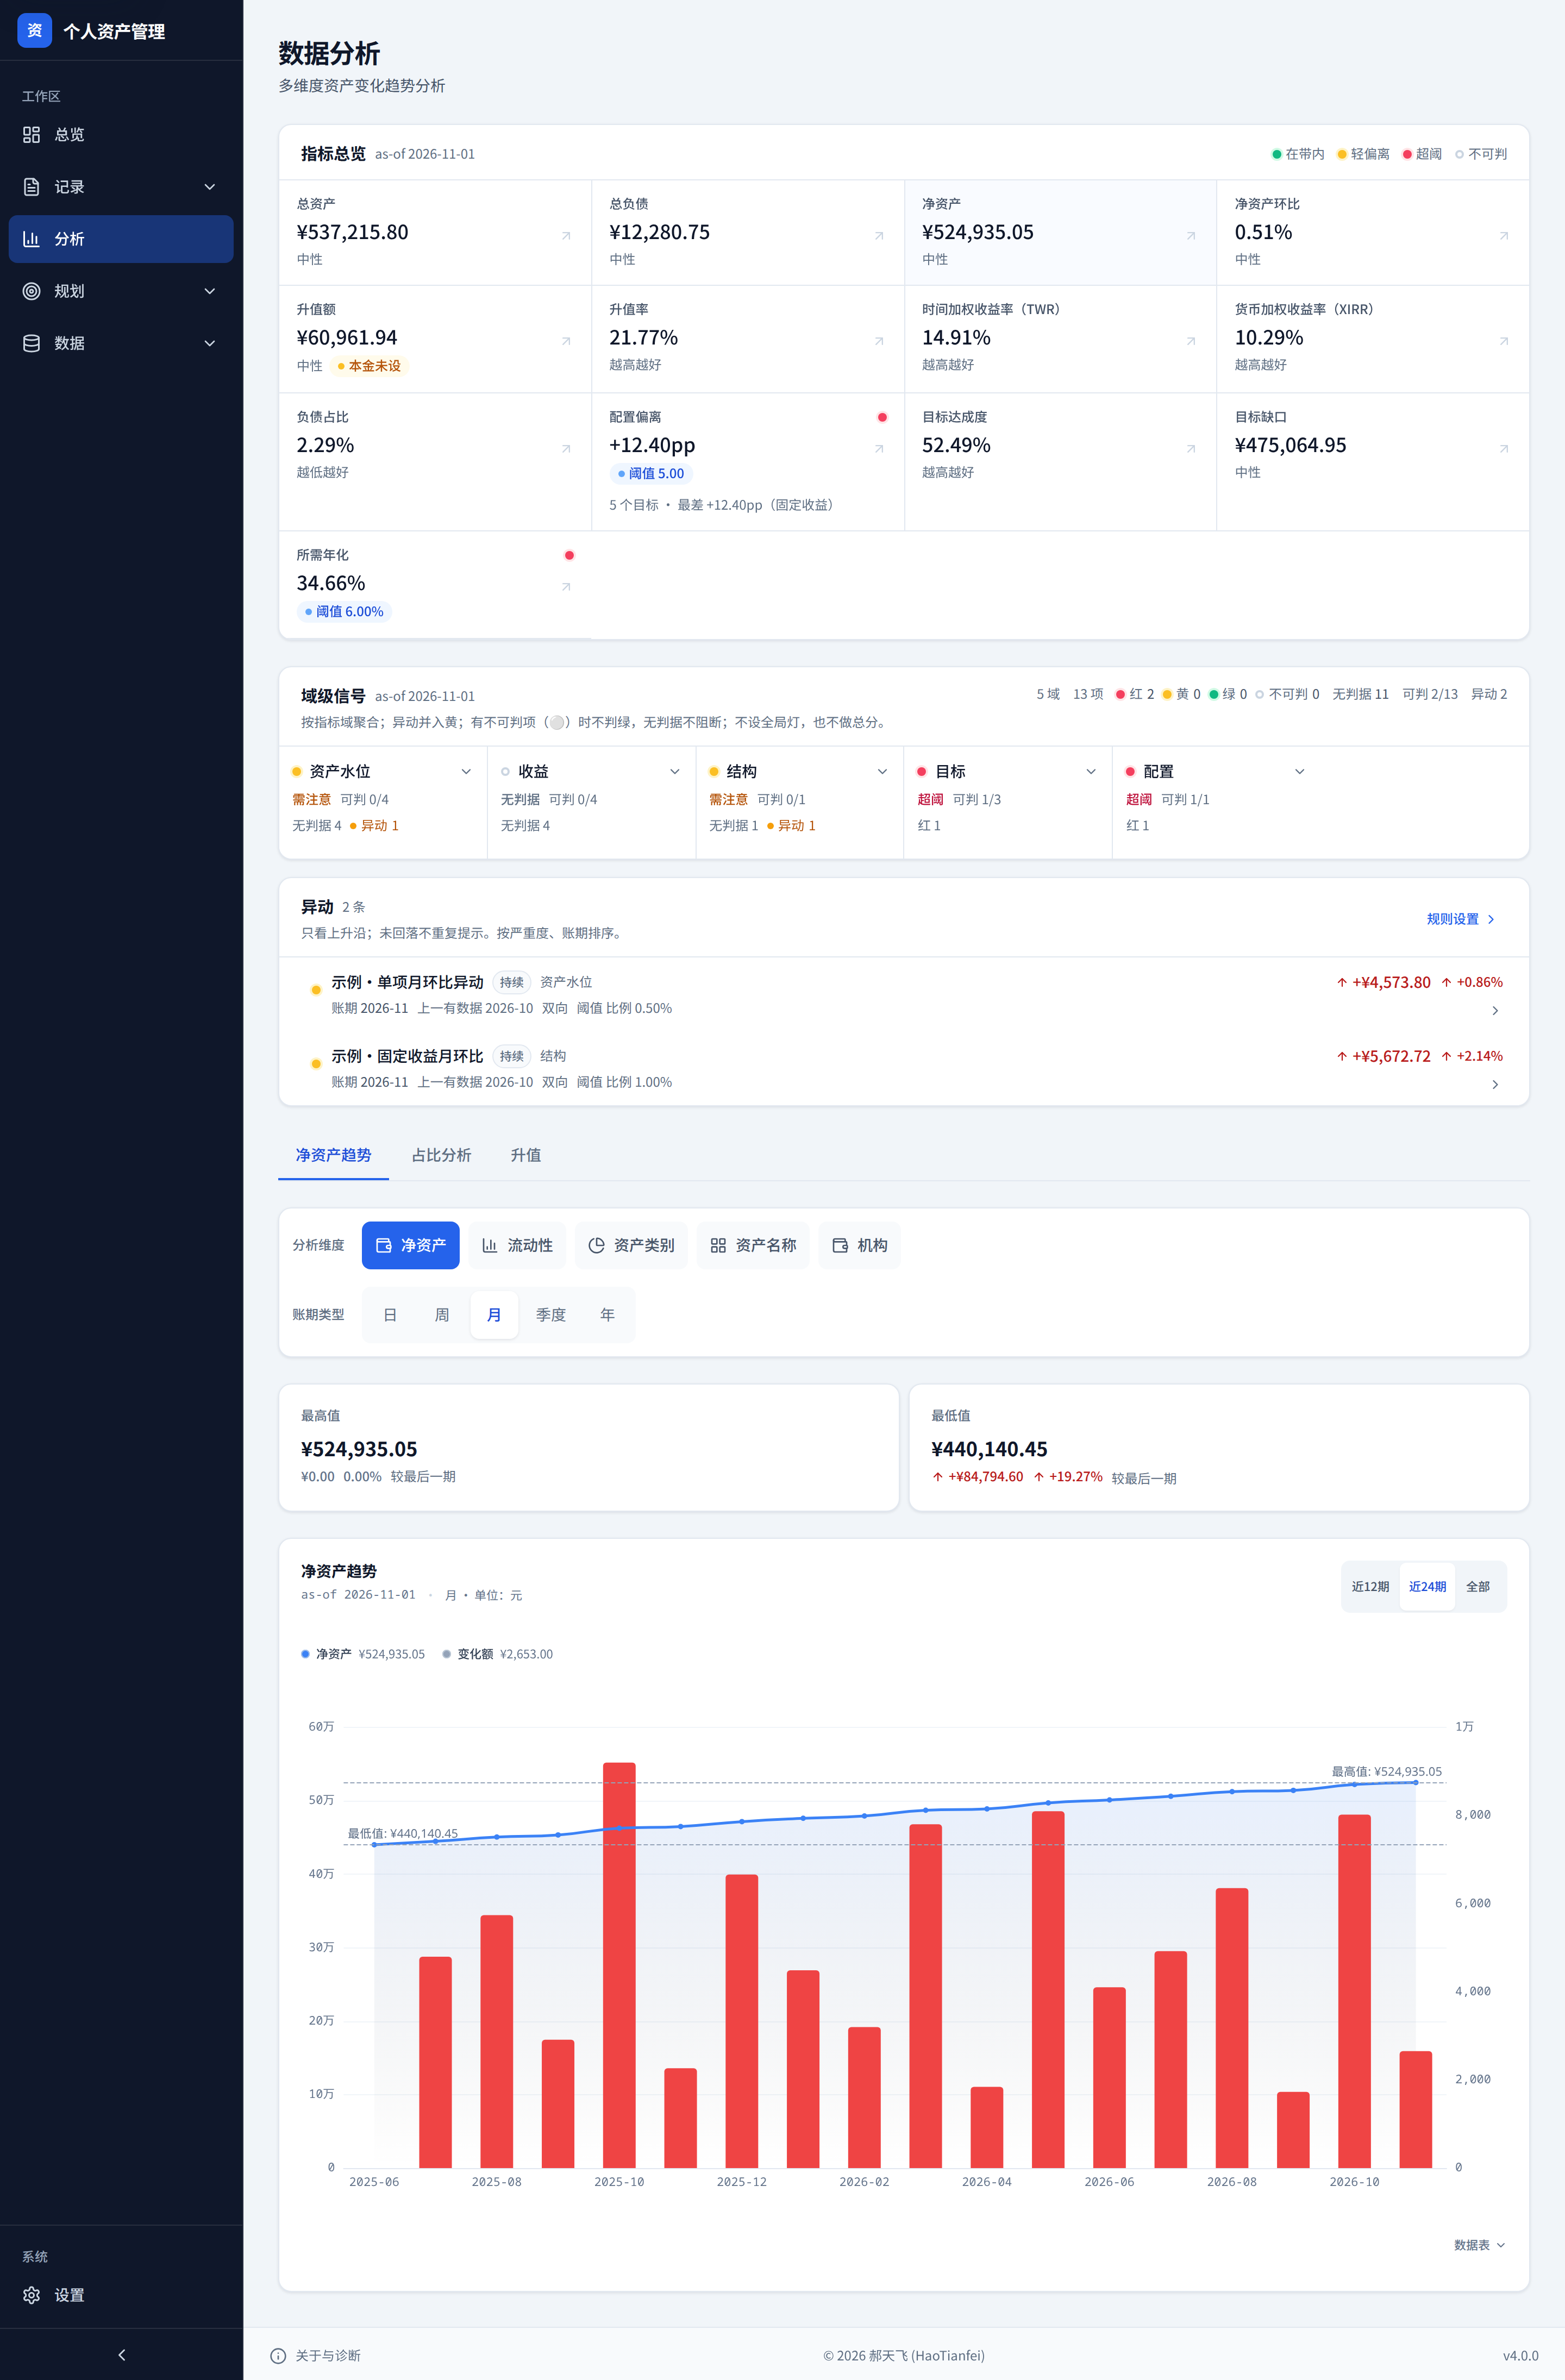 资 个人资产管理
工作区
总览
记录
分析
规划
数据
系统
设置
数据分析
多维度资产变化趋势分析
指标总览 as-of 2026-11-01 在带内 轻偏离 超阈 不可判
总资产
¥537,215.80
中性
总负债
¥12,280.75
中性
净资产
¥524,935.05
中性
净资产环比
0.51%
中性
升值额
¥60,961.94
中性 本金未设
升值率
21.77%
越高越好
时间加权收益率（TWR）
14.91%
越高越好
货币加权收益率（XIRR）
10.29%
越高越好
负债占比
2.29%
越低越好
配置偏离
+12.40pp
阈值 5.00
5 个目标 · 最差 +12.40pp（固定收益）
目标达成度
52.49%
越高越好
目标缺口
¥475,064.95
中性
所需年化
34.66%
阈值 6.00%
域级信号 as-of 2026-11-01 5 域 13 项 红 2 黄 0 绿 0 不可判 0 无判据 11 可判 2/13 异动 2
按指标域聚合；异动并入黄；有不可判项（⚪）时不判绿，无判据不阻断；不设全局灯，也不做总分。
资产水位
需注意 可判 0/4
无判据 4 异动 1
收益
无判据 可判 0/4
无判据 4
结构
需注意 可判 0/1
无判据 1 异动 1
目标
超阈 可判 1/3
红 1
配置
超阈 可判 1/1
红 1
异动 2 条
只看上升沿；未回落不重复提示。按严重度、账期排序。
规则设置
示例·单项月环比异动 持续 资产水位 ↑ +¥4,573.80 ↑ +0.86%
账期 2026-11 上一有数据 2026-10 双向 阈值 比例 0.50%
示例·固定收益月环比 持续 结构 ↑ +¥5,672.72 ↑ +2.14%
账期 2026-11 上一有数据 2026-10 双向 阈值 比例 1.00%
净资产趋势 占比分析 升值
分析维度 净资产 流动性 资产类别 资产名称 机构
账期类型 日 周 月 季度 年
最高值
¥524,935.05
¥0.00 0.00% 较最后一期
最低值
¥440,140.45
↑ +¥84,794.60 ↑ +19.27% 较最后一期
净资产趋势
as-of 2026-11-01 · 月 · 单位：元
近12期 近24期 全部
净资产 ¥524,935.05 变化额 ¥2,653.00
60万 1万
最高值: ¥524,935.05
50万 8,000
最低值: ¥440,140.45
40万
6,000
30万
4,000
20万
2,000
10万
0 0
2025-06 2025-08 2025-10 2025-12 2026-02 2026-04 2026-06 2026-08 2026-10
数据表
关于与诊断 © 2026 郝天飞 (HaoTianfei) v4.0.0